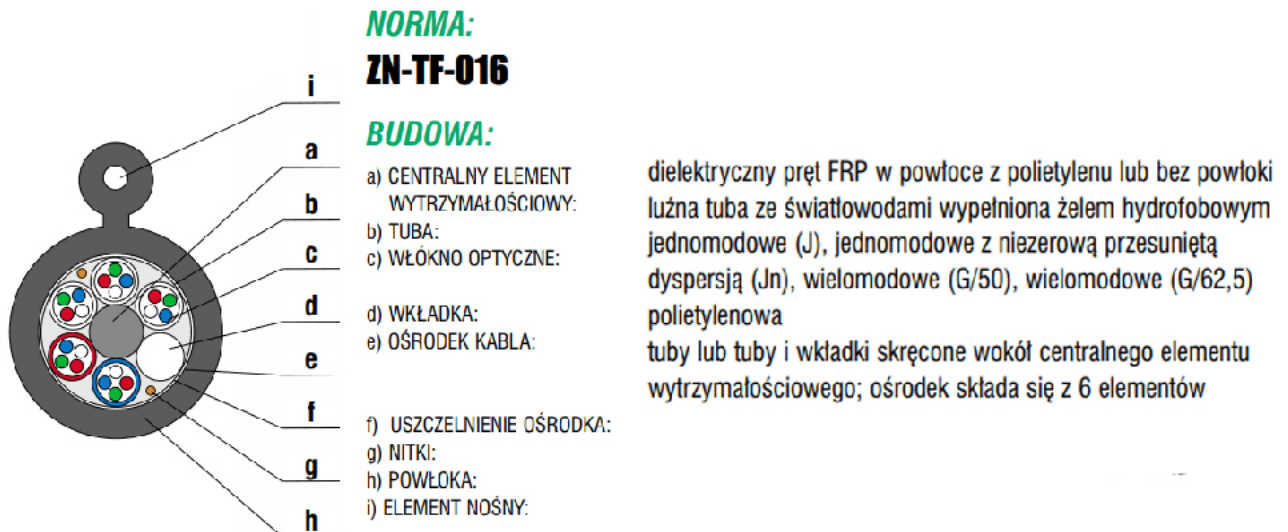 NORMA:
ZN-TF-016
BUDOWA:
i
a
b
c
d
e
f
g
h
a) CENTRALNY ELEMENT
WYTRZYMAŁOŚCIOWY:
b) TUBA:
c) WŁÓKNO OPTYCZNE:
d) WKŁADKA:
e) OŚRODEK KABLA:
f) USZCZELNIENIE OŚRODKA:
g) NITKI:
h) POWŁOKA:
i) ELEMENT NOŚNY:
dielektryczny pręt FRP w powłoce z polietylenu lub bez powłoki
luźna tuba ze światłowodami wypełniona żelem hydrofobowym
jednomodowe (J), jednomodowe z niezerową przesuniętą
dyspersją (Jn), wielomodowe (G/50), wielomodowe (G/62,5)
polietylenowa
tuby lub tuby i wkładki skręcone wokół centralnego elementu
wytrzymałościowego; ośrodek składa się z 6 elementów